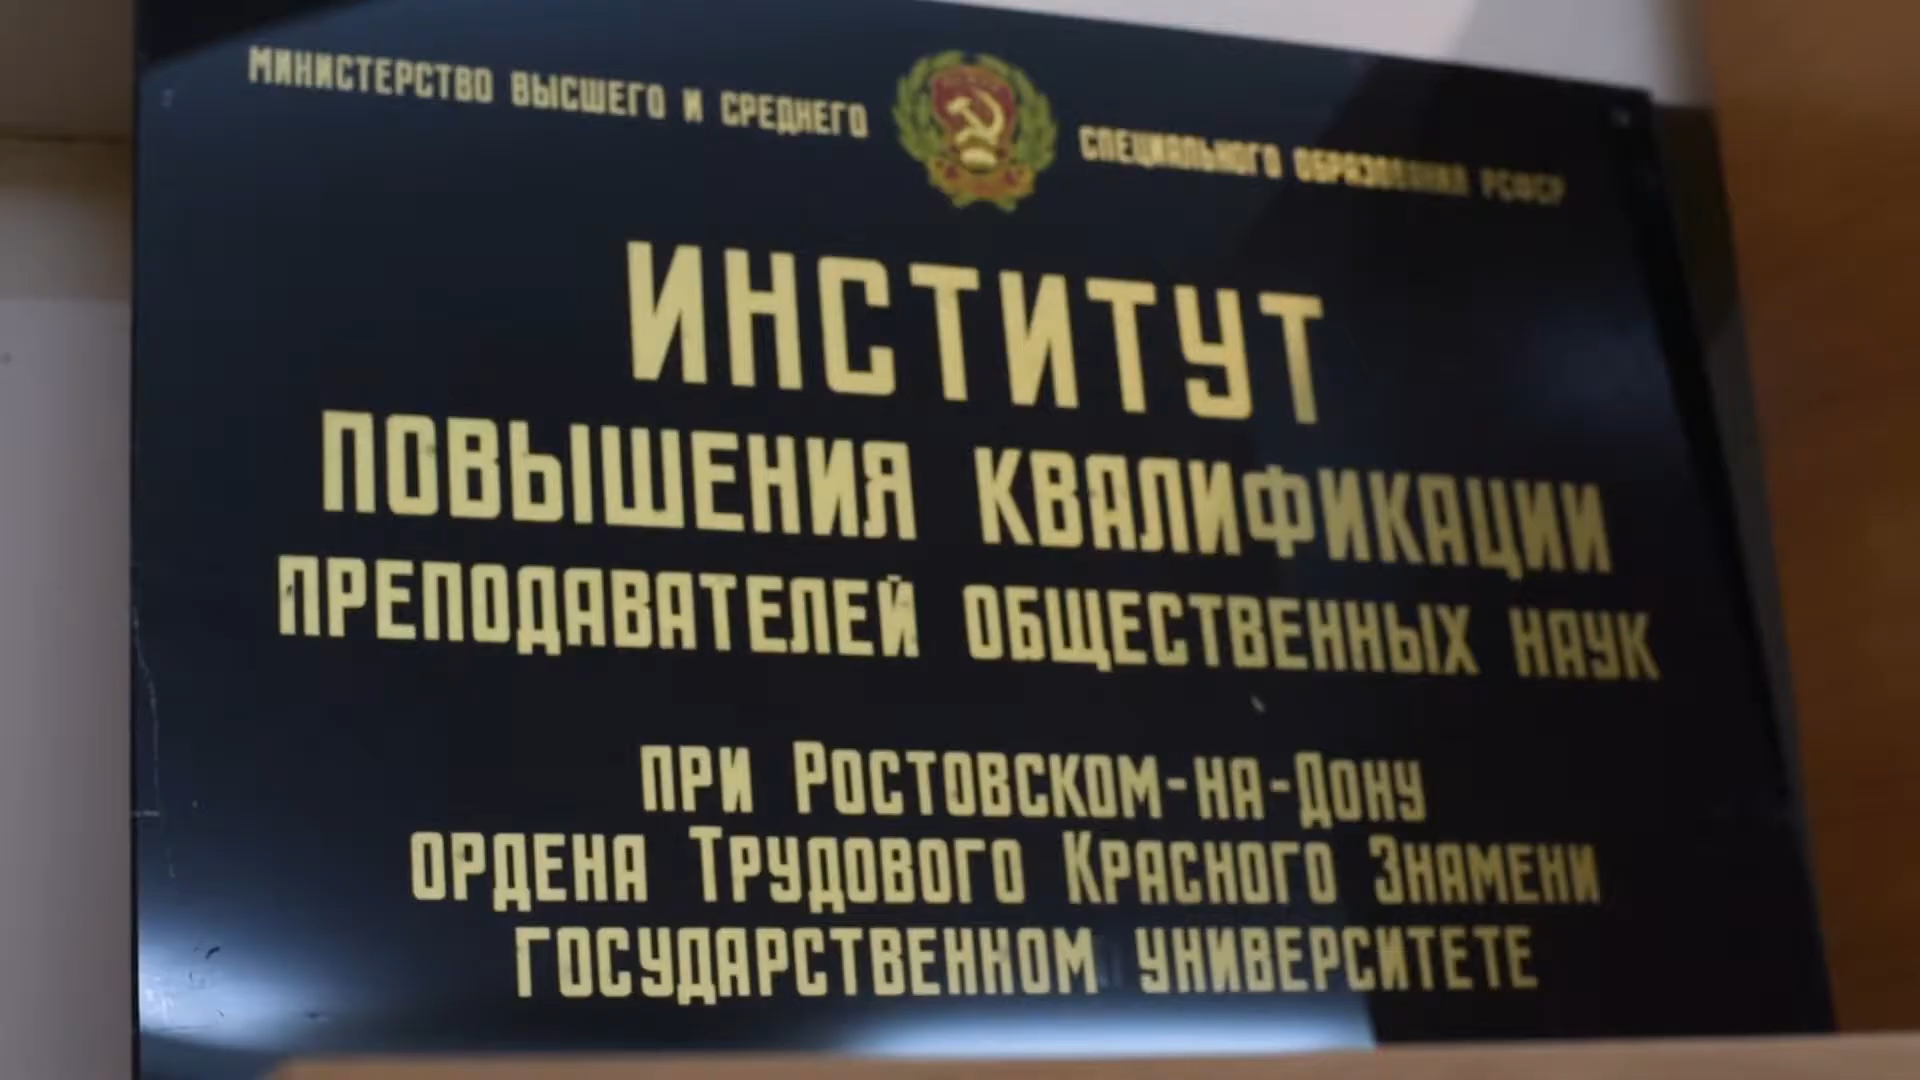 МИНИСТЕРСТВО ВЫСШЕГО И СРЕДНЕГО СПЕЦИАЛЬНОГО ОБРАЗОВАНИЯ РСФСР
ИНСТИТУТ
ПОВЫШЕНИЯ КВАЛИФИКАЦИИ
ПРЕПОДАВАТЕЛЕЙ ОБЩЕСТВЕННЫХ НАУК
ПРИ РОСТОВСКОМ-НА-ДОНУ
ОРДЕНА ТРУДОВОГО КРАСНОГО ЗНАМЕНИ
ГОСУДАРСТВЕННОМ УНИВЕРСИТЕТЕ